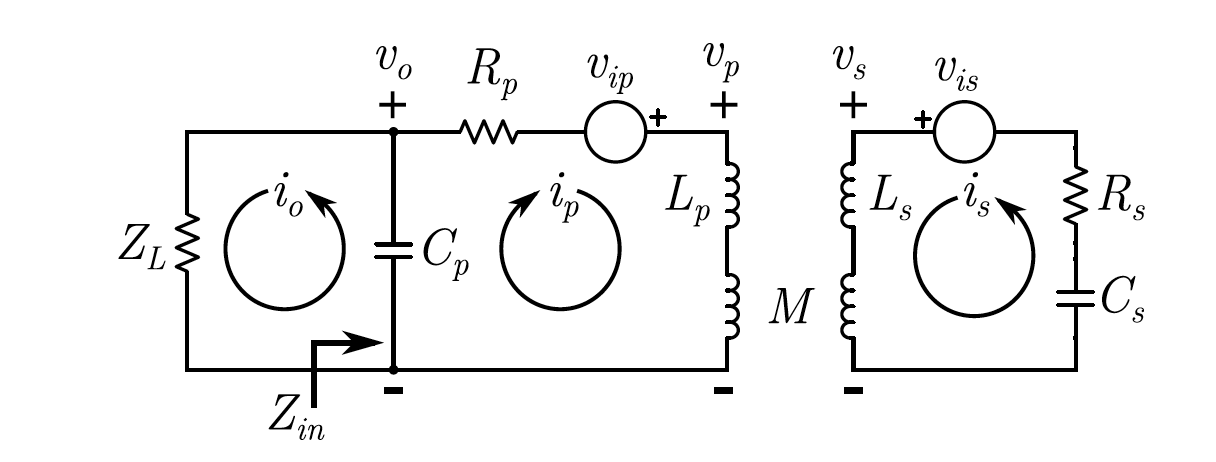 v_o R_p v_ip v_p v_s v_is
+ + + + + +
i_o i_p L_p L_s i_s R_s
Z_L C_p M C_s
- - -
Z_in